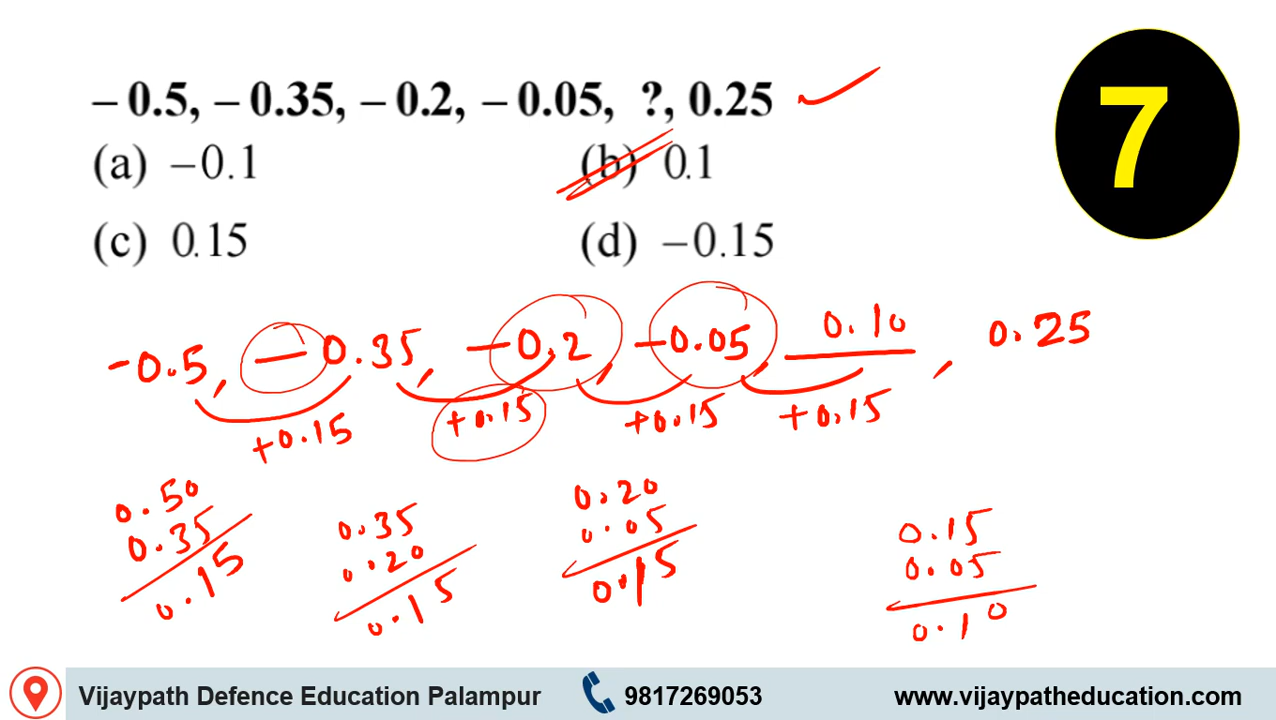 – 0.5, – 0.35, – 0.2, – 0.05, ?, 0.25
7
(a) –0.1 (b) 0.1
(c) 0.15 (d) –0.15
-0.5, -0.35, -0.2, -0.05 0.10, 0.25
+0.15 +0.15 +0.15 +0.15
0.50 0.35 0.20 0.15
0.35 0.20 0.05 0.05
0.15 0.15 0.15 0.10
Vijaypath Defence Education Palampur 9817269053 www.vijaypatheducation.com